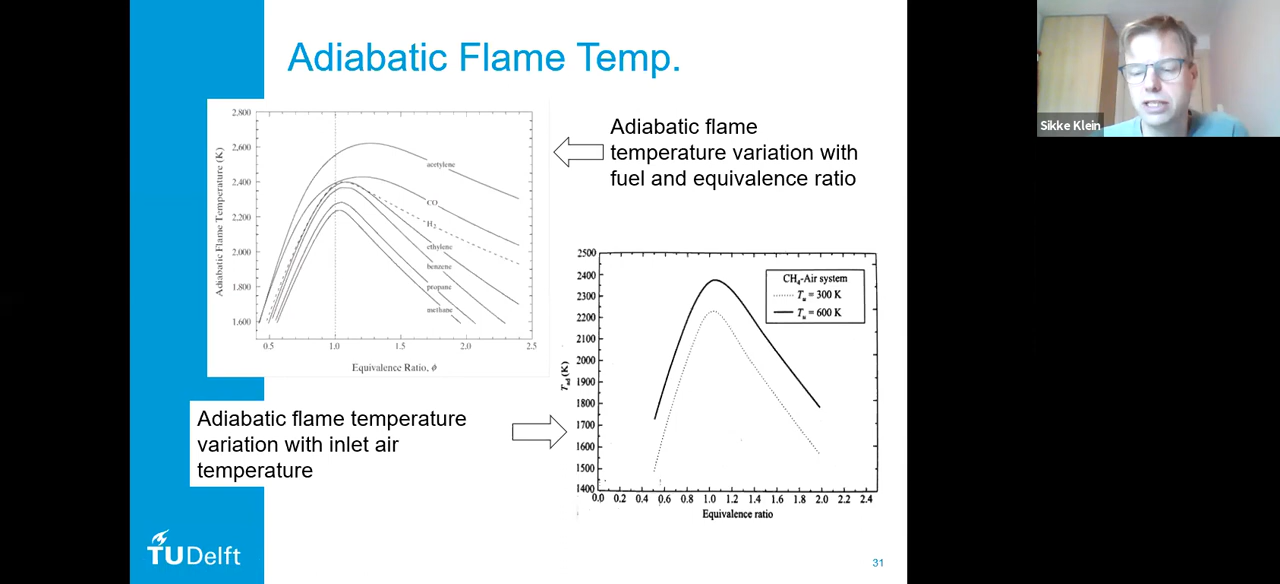 Adiabatic Flame Temp.
Sikke Klein
Adiabatic Flame Temperature (K)
2,800
2,600
2,400
2,200
2,000
1,800
1,600
acetylene
CO
H2
ethylene
benzene
propane
methane
0.5 1.0 1.5 2.0 2.5
Equivalence Ratio, ϕ
Adiabatic flame
temperature variation with
fuel and equivalence ratio
Adiabatic flame temperature
variation with inlet air
temperature
Tad (K)
2500
2400
2300
2200
2100
2000
1900
1800
1700
1600
1500
1400
CH4-Air system
Tu = 300 K
Tu = 600 K
0.0 0.2 0.4 0.6 0.8 1.0 1.2 1.4 1.6 1.8 2.0 2.2 2.4
Equivalence ratio
TUDelft
31